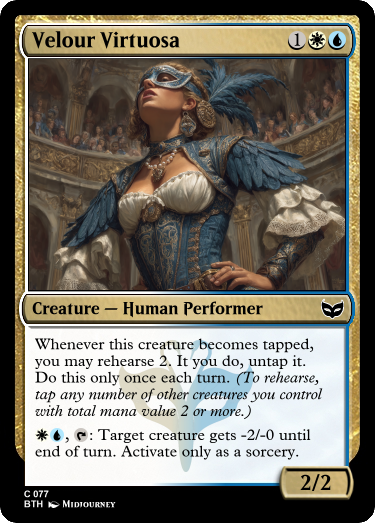 Velour Virtuosa 1
Creature — Human Performer
Whenever this creature becomes tapped,
you may rehearse 2. It you do, untap it.
Do this only once each turn. (To rehearse,
tap any number of other creatures you control
with total mana value 2 or more.)
, : Target creature gets -2/-0 until
end of turn. Activate only as a sorcery.
2/2
C 077
BTH Midjourney